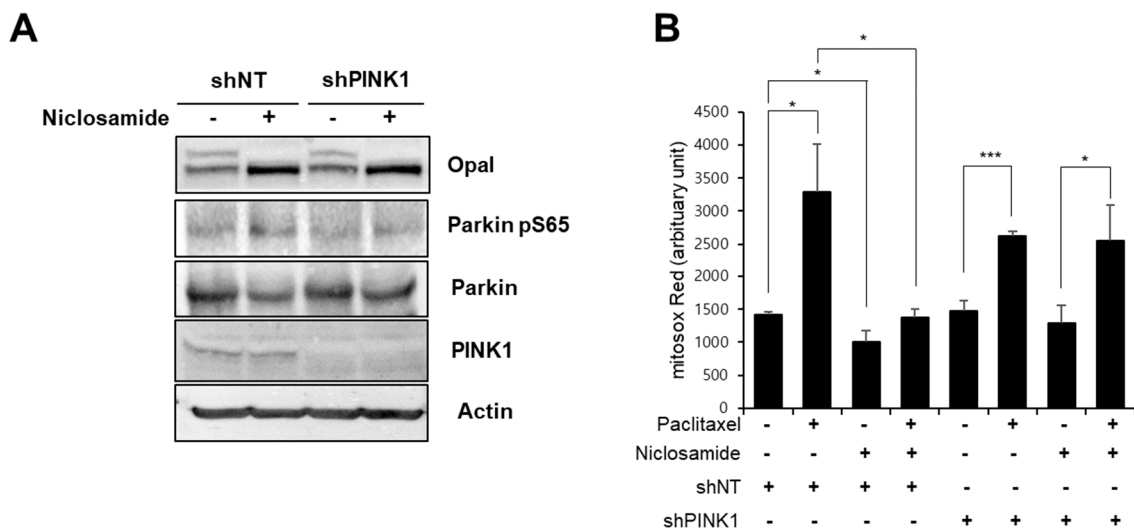 A
shNT shPINK1
Niclosamide - + - +
Opal
Parkin pS65
Parkin
PINK1
Actin
B
* 
*
*
***
*
mitosox Red (arbituary unit)
4500
4000
3500
3000
2500
2000
1500
1000
500
0
Paclitaxel - + - + - + - +
Niclosamide - - + + - - + +
shNT + + + + - - - -
shPINK1 - - - - + + + +